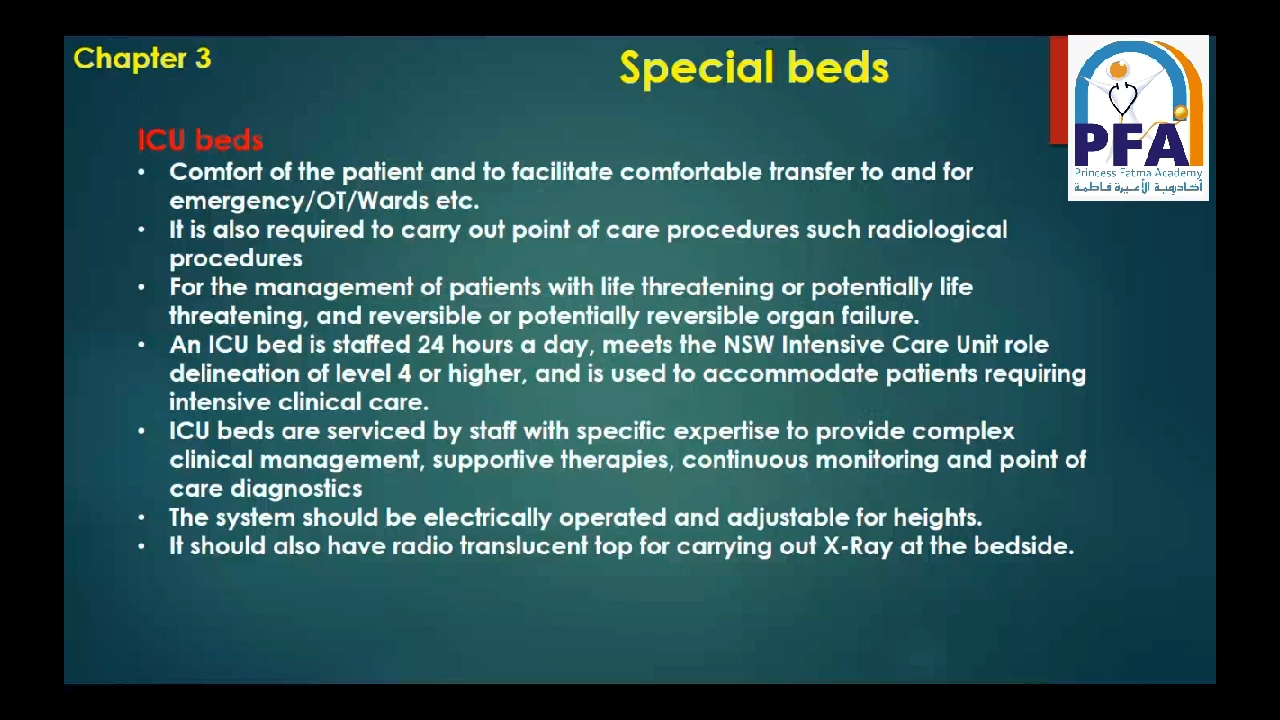 Chapter 3
Special beds
PFA
Princess Fatma Academy
أكاديمية الأميرة فاطمة
ICU beds
• Comfort of the patient and to facilitate comfortable transfer to and for
emergency/OT/Wards etc.
• It is also required to carry out point of care procedures such radiological
procedures
• For the management of patients with life threatening or potentially life
threatening, and reversible or potentially reversible organ failure.
• An ICU bed is staffed 24 hours a day, meets the NSW Intensive Care Unit role
delineation of level 4 or higher, and is used to accommodate patients requiring
intensive clinical care.
• ICU beds are serviced by staff with specific expertise to provide complex
clinical management, supportive therapies, continuous monitoring and point of
care diagnostics
• The system should be electrically operated and adjustable for heights.
• It should also have radio translucent top for carrying out X-Ray at the bedside.